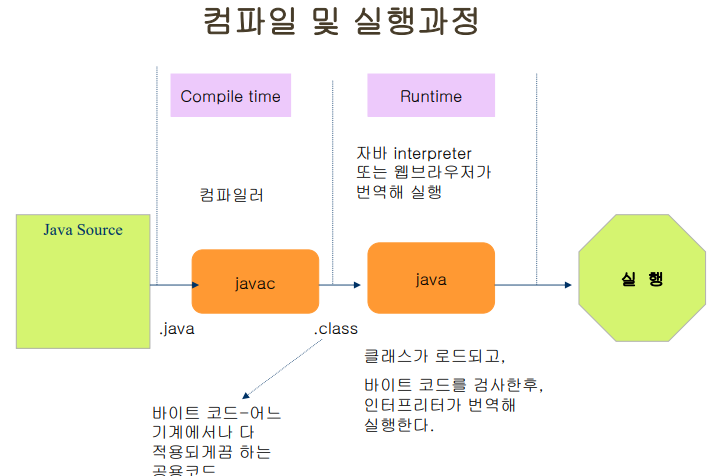 컴파일 및 실행과정
Compile time
Runtime
자바 interpreter
또는 웹브라우저가
번역해 실행
컴파일러
Java Source
javac
java
실 행
.java
.class
클래스가 로드되고,
바이트 코드를 검사한후,
인터프리터가 번역해
실행한다.
바이트 코드-어느
기계에서나 다
적용되게끔 하는
공용코드